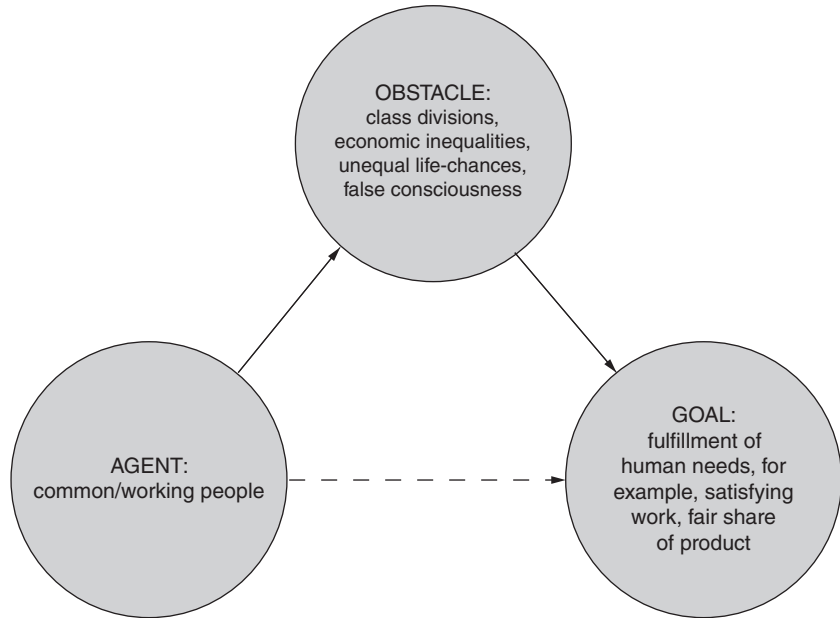 OBSTACLE:
class divisions,
economic inequalities,
unequal life-chances,
false consciousness
AGENT:
common/working people
GOAL:
fulfillment of
human needs, for
example, satisfying
work, fair share
of product